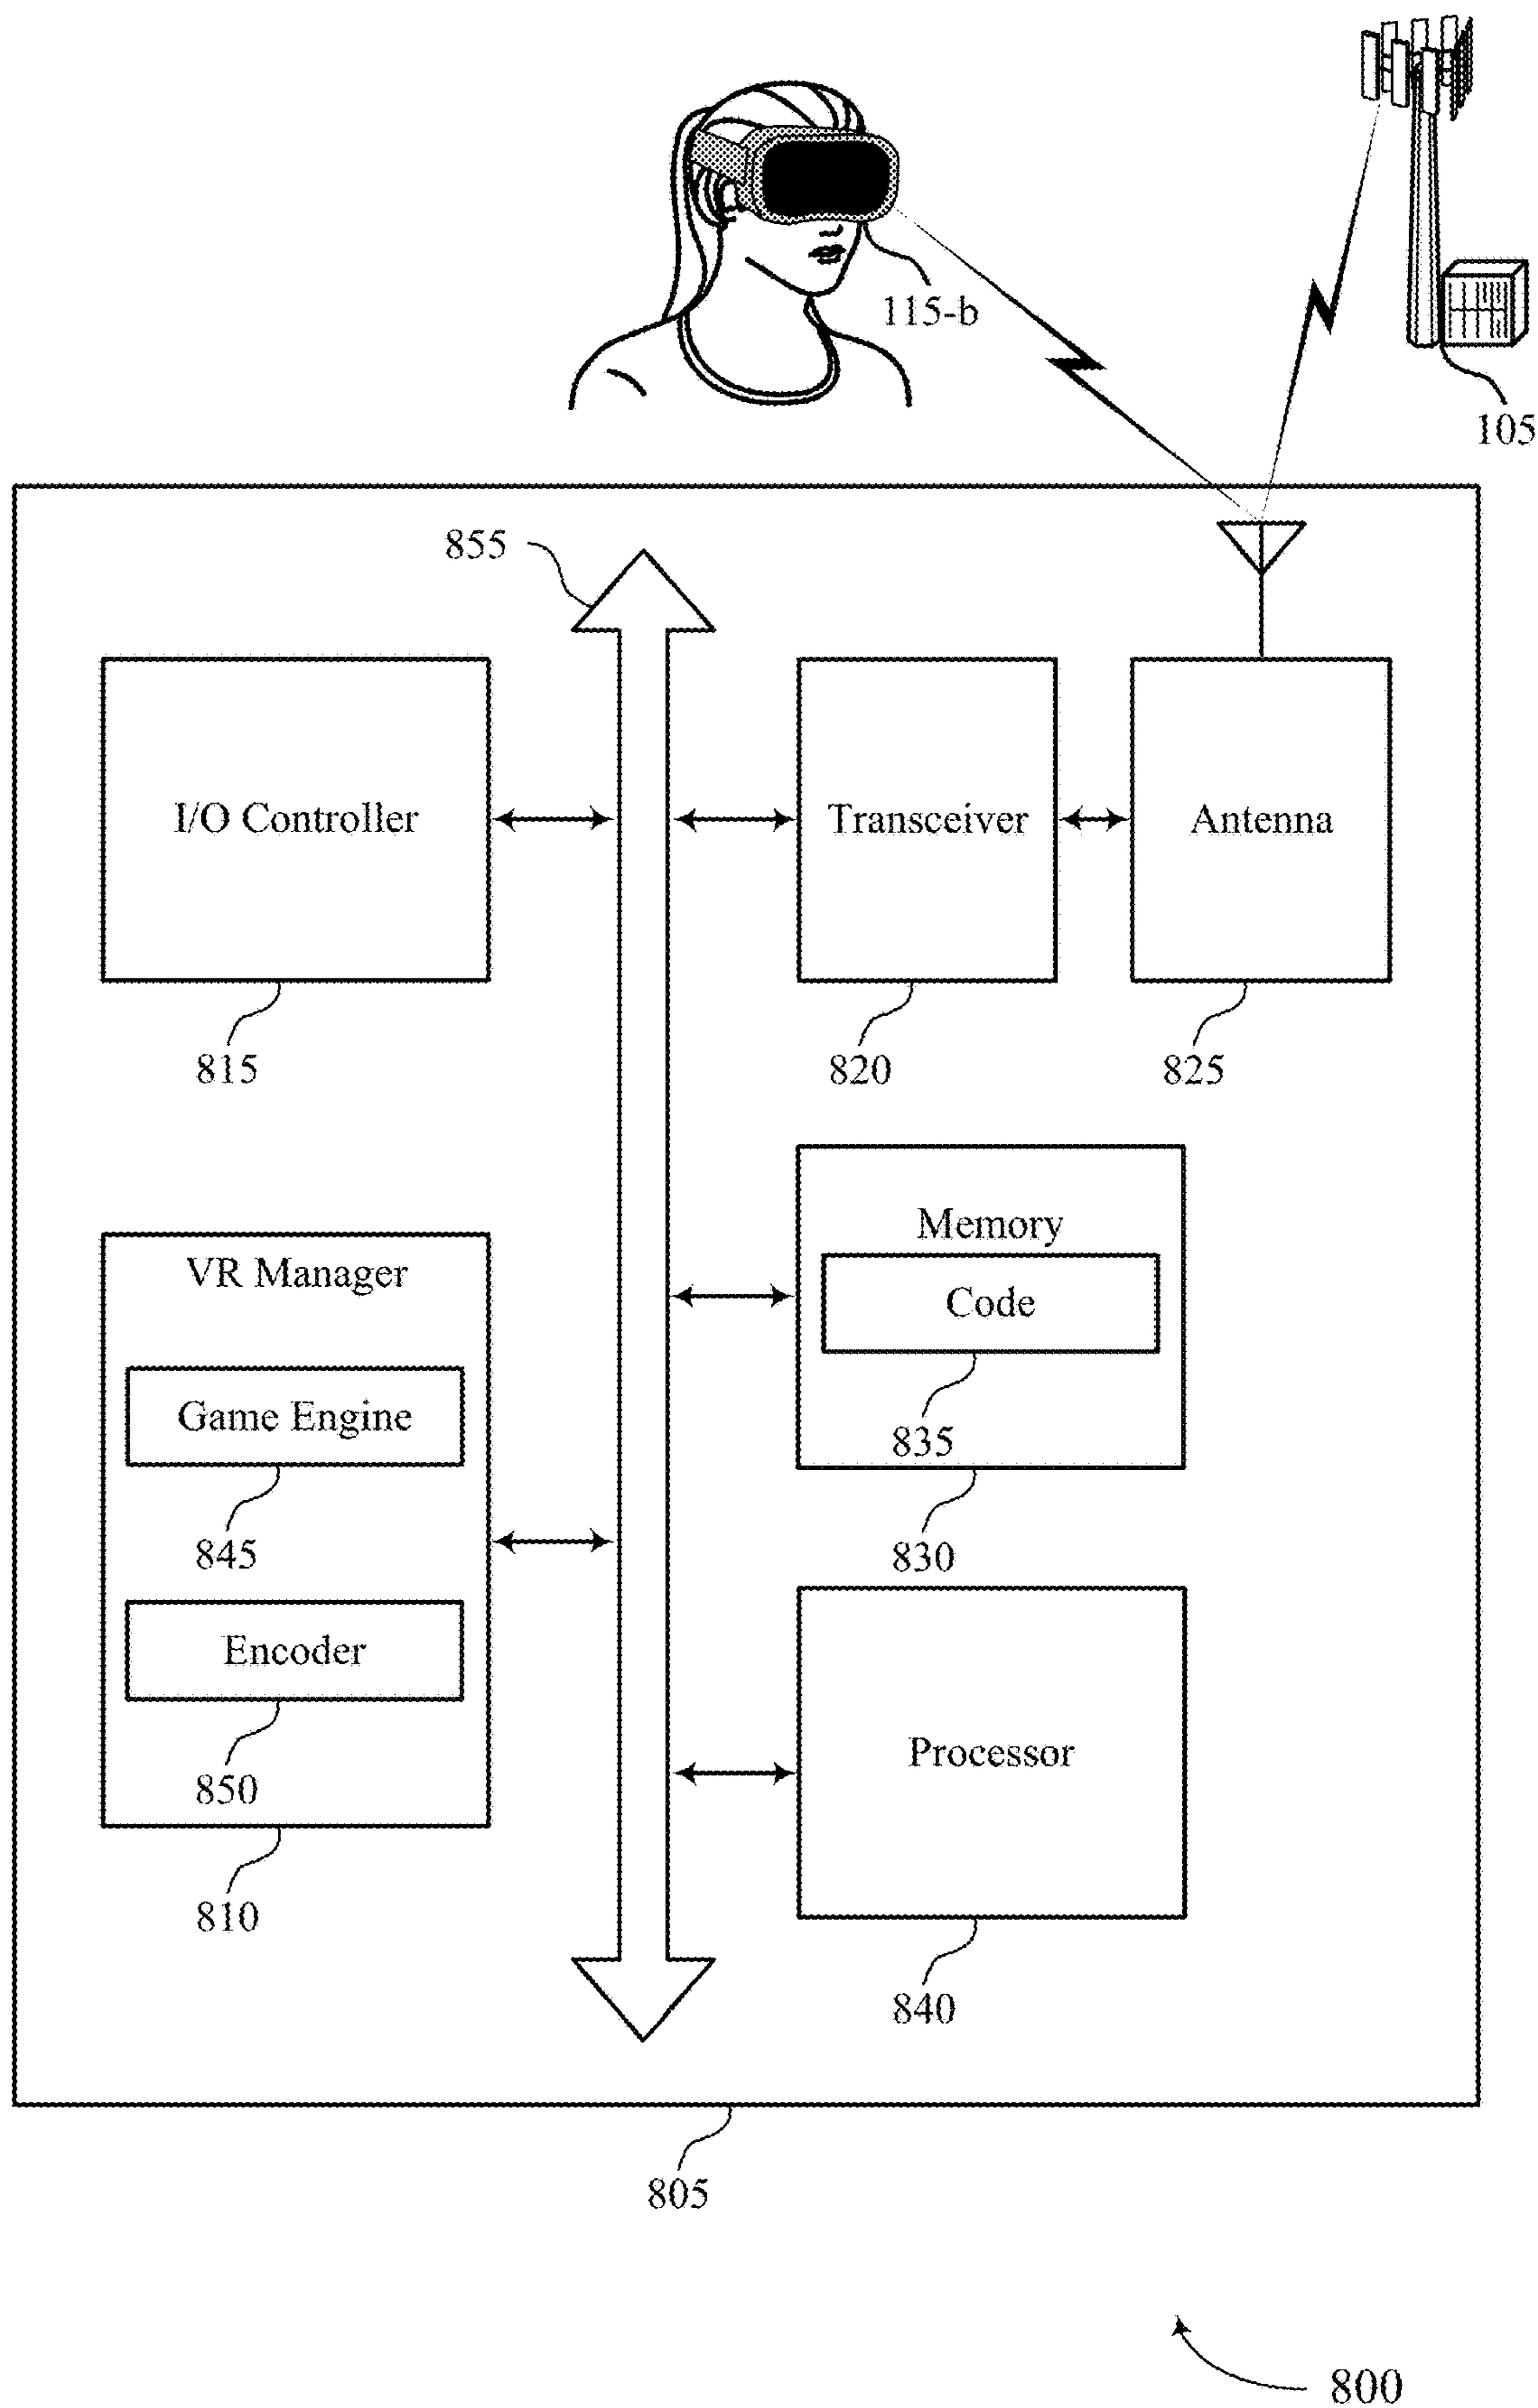 115-b
105
855
I/O Controller
Transceiver
Antenna
815
820
825
Memory
Code
835
830
VR Manager
Game Engine
845
Encoder
850
810
Processor
840
805
800